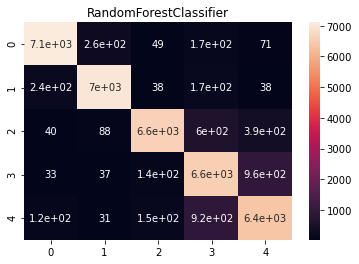 RandomForestClassifier
0 7.1e+03 2.6e+02 49 1.7e+02 71
1 2.4e+02 7e+03 38 1.7e+02 38
2 40 88 6.6e+03 6e+02 3.9e+02
3 33 37 1.4e+02 6.6e+03 9.6e+02
4 1.2e+02 31 1.5e+02 9.2e+02 6.4e+03
0 1 2 3 4
7000
6000
5000
4000
3000
2000
1000